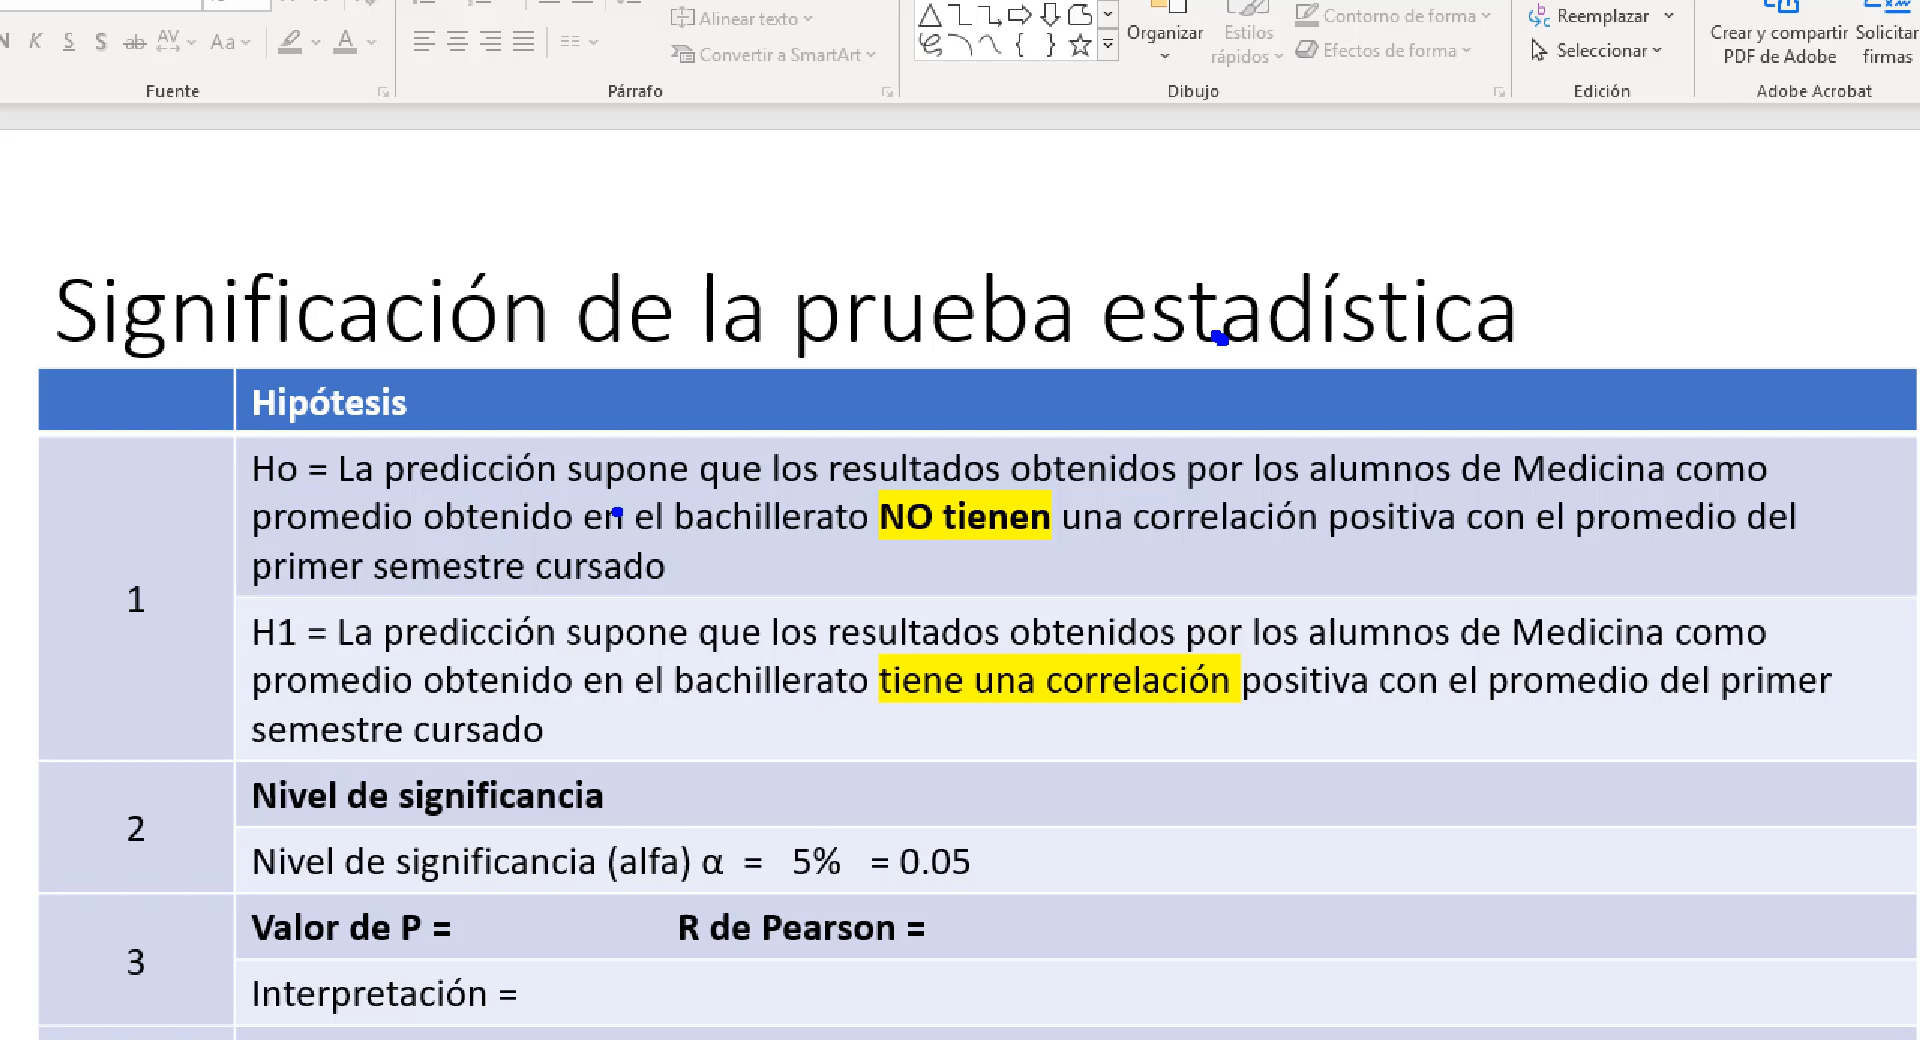 N K S S ab AV Aa A
Alinear texto
Convertir a SmartArt
Organizar
Estilos
rápidos
Contorno de forma
Efectos de forma
Reemplazar
Seleccionar
Crear y compartir
PDF de Adobe
Solicitar
firmas
Fuente
Párrafo
Dibujo
Edición
Adobe Acrobat
Significación de la prueba estadística
Hipótesis
1
Ho = La predicción supone que los resultados obtenidos por los alumnos de Medicina como
promedio obtenido en el bachillerato NO tienen una correlación positiva con el promedio del
primer semestre cursado
H1 = La predicción supone que los resultados obtenidos por los alumnos de Medicina como
promedio obtenido en el bachillerato tiene una correlación positiva con el promedio del primer
semestre cursado
2
Nivel de significancia
Nivel de significancia (alfa) α = 5% = 0.05
3
Valor de P = R de Pearson =
Interpretación =